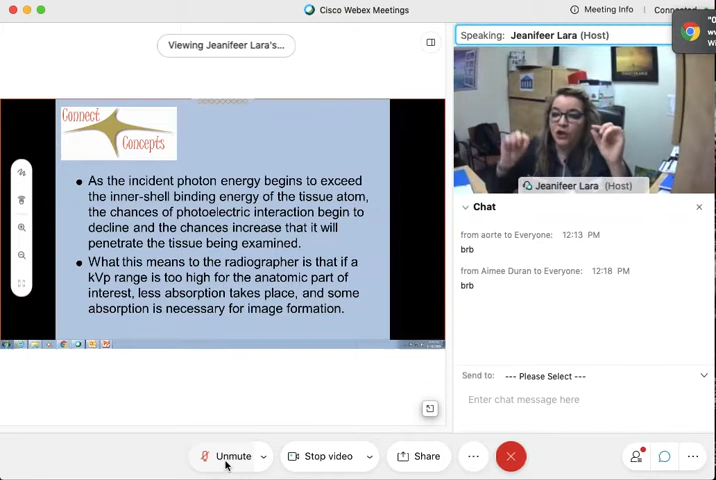 Cisco Webex Meetings
Meeting Info
Connected
Viewing Jeanifeer Lara's...
Speaking: Jeanifeer Lara (Host)
Connect
Concepts
As the incident photon energy begins to exceed
the inner-shell binding energy of the tissue atom,
the chances of photoelectric interaction begin to
decline and the chances increase that it will
penetrate the tissue being examined.
What this means to the radiographer is that if a
kVp range is too high for the anatomic part of
interest, less absorption takes place, and some
absorption is necessary for image formation.
Jeanifeer Lara (Host)
Chat
from aorte to Everyone: 12:13 PM
brb
from Aimee Duran to Everyone: 12:18 PM
brb
Send to: --- Please Select ---
Enter chat message here
Unmute
Stop video
Share